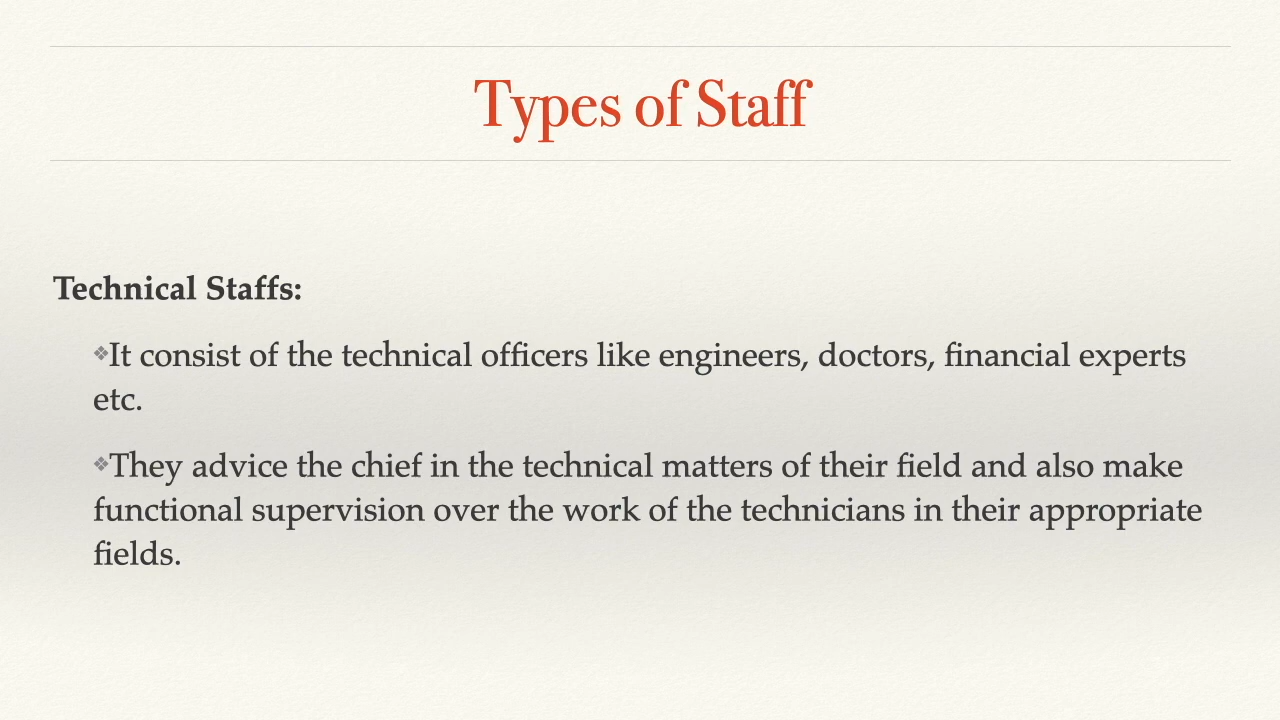 Types of Staff
Technical Staffs:
❖It consist of the technical officers like engineers, doctors, financial experts
etc.
❖They advice the chief in the technical matters of their field and also make
functional supervision over the work of the technicians in their appropriate
fields.